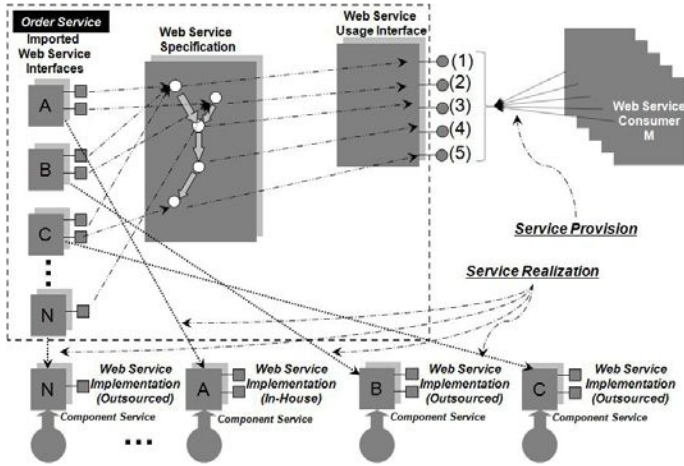 Order Service
Imported
Web Service
Interfaces
Web Service
Specification
Web Service
Usage Interface
A
B
C
N
(1)
(2)
(3)
(4)
(5)
Web Service
Consumer
M
Service Provision
Service Realization
N
Web Service
Implementation
(Outsourced)
Component Service
A
Web Service
Implementation
(In-House)
Component Service
B
Web Service
Implementation
(Outsourced)
Component Service
C
Web Service
Implementation
(Outsourced)
Component Service